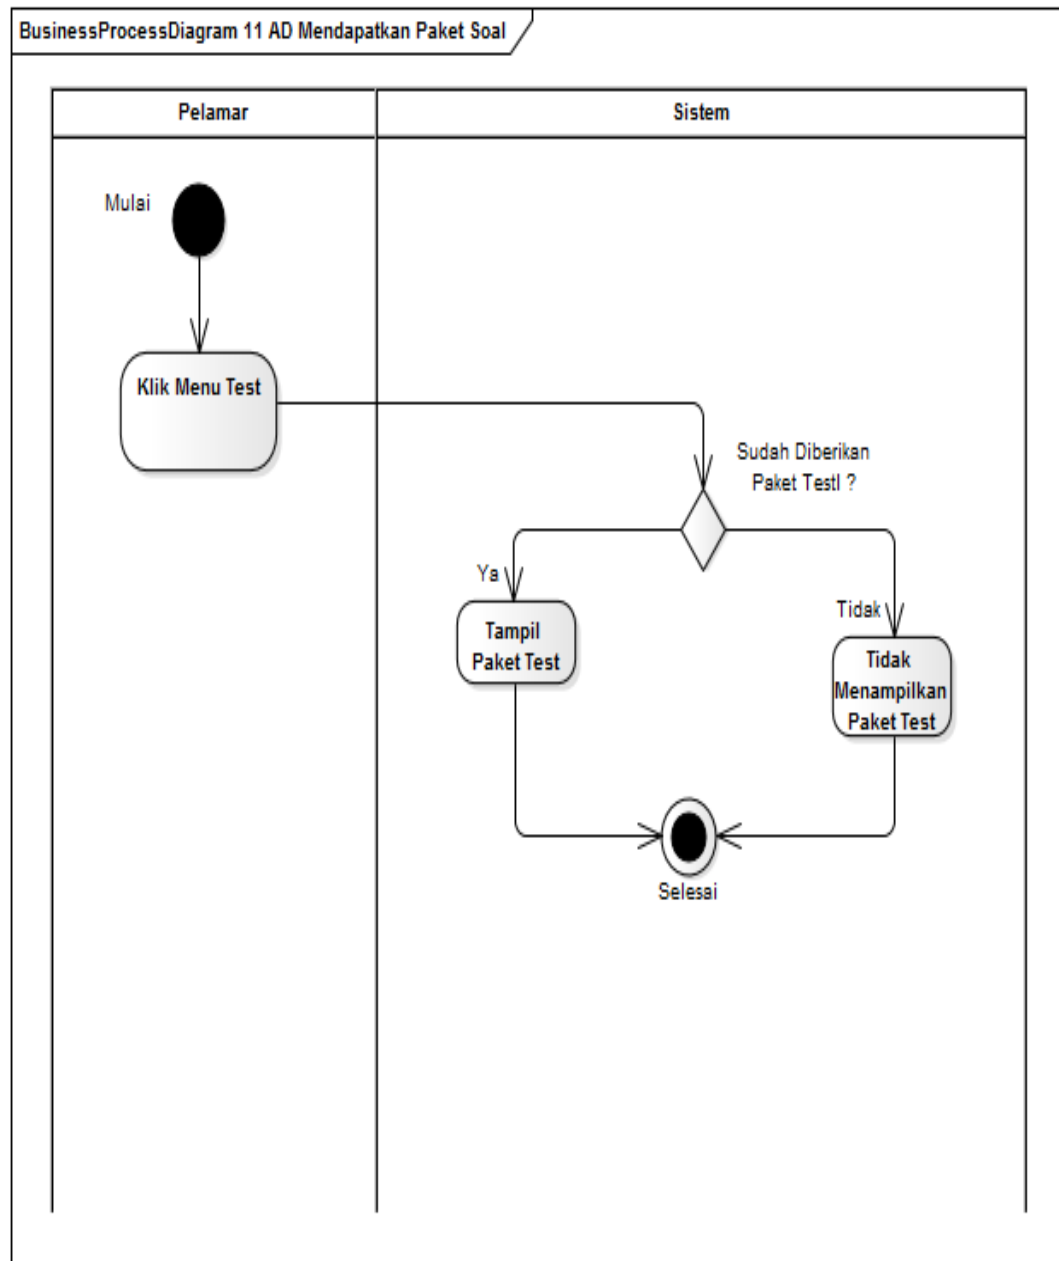 BusinessProcessDiagram 11 AD Mendapatkan Paket Soal
Pelamar
Sistem
Mulai
Klik Menu Test
Sudah Diberikan
Paket Testl ?
Ya
Tidak
Tampil
Paket Test
Tidak
Menampilkan
Paket Test
Selesai